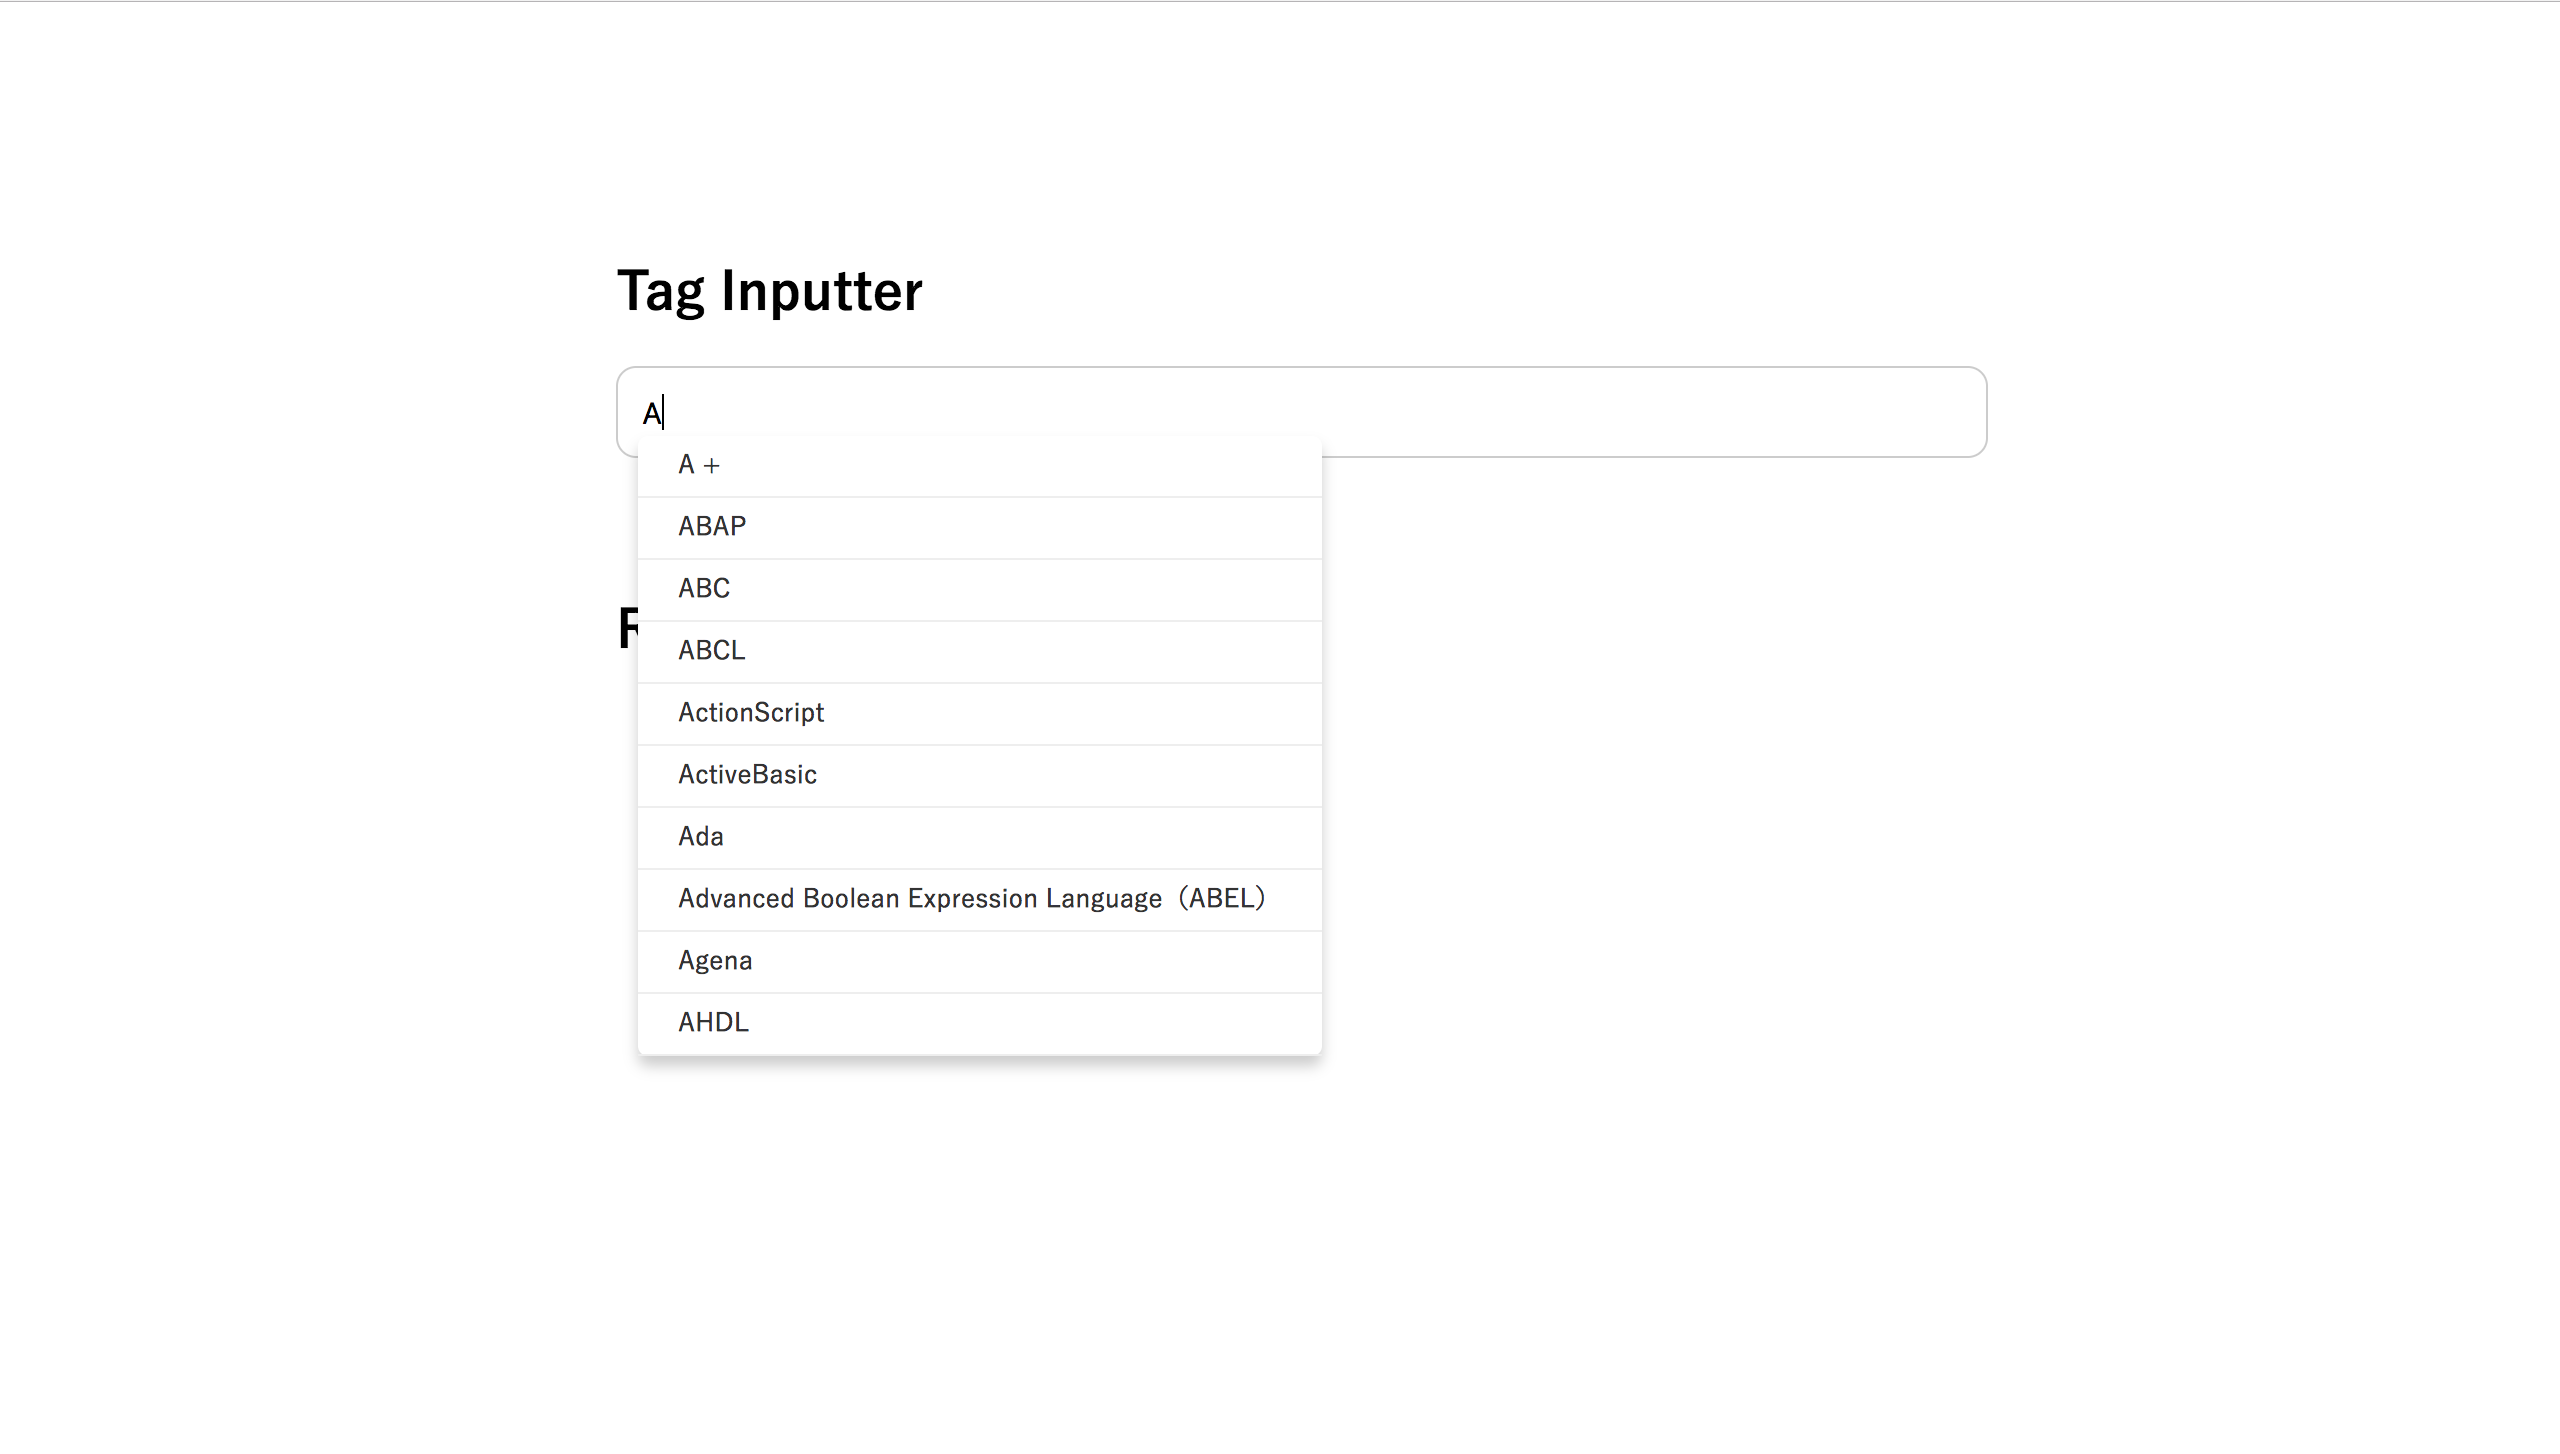 Tag Inputter
A
A +
ABAP
ABC
ABCL
ActionScript
ActiveBasic
Ada
Advanced Boolean Expression Language（ABEL）
Agena
AHDL